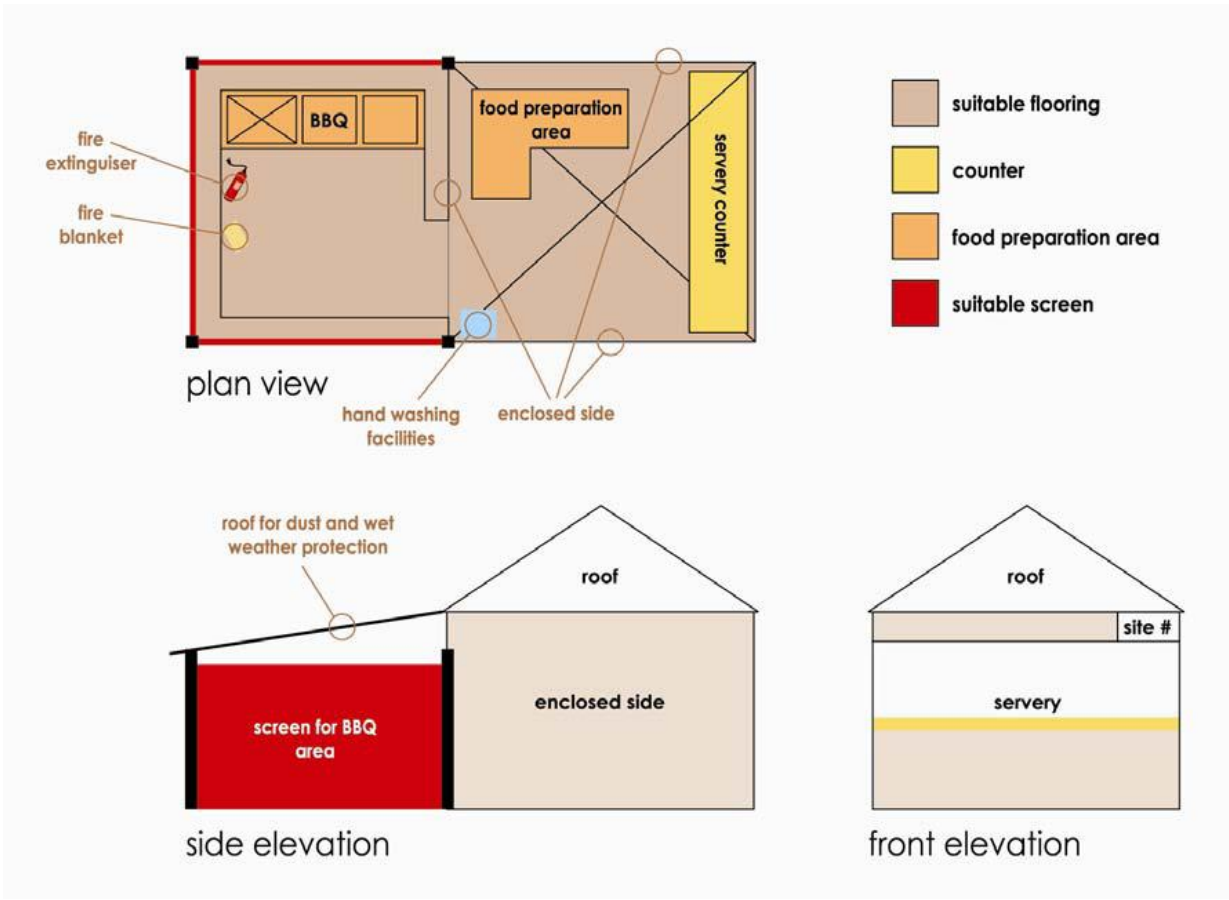 fire
extinguiser
fire
blanket
BBQ
food preparation
area
servery counter
plan view
hand washing
facilities
enclosed side
suitable flooring
counter
food preparation area
suitable screen
roof for dust and wet
weather protection
roof
screen for BBQ
area
enclosed side
side elevation
roof
site #
servery
front elevation